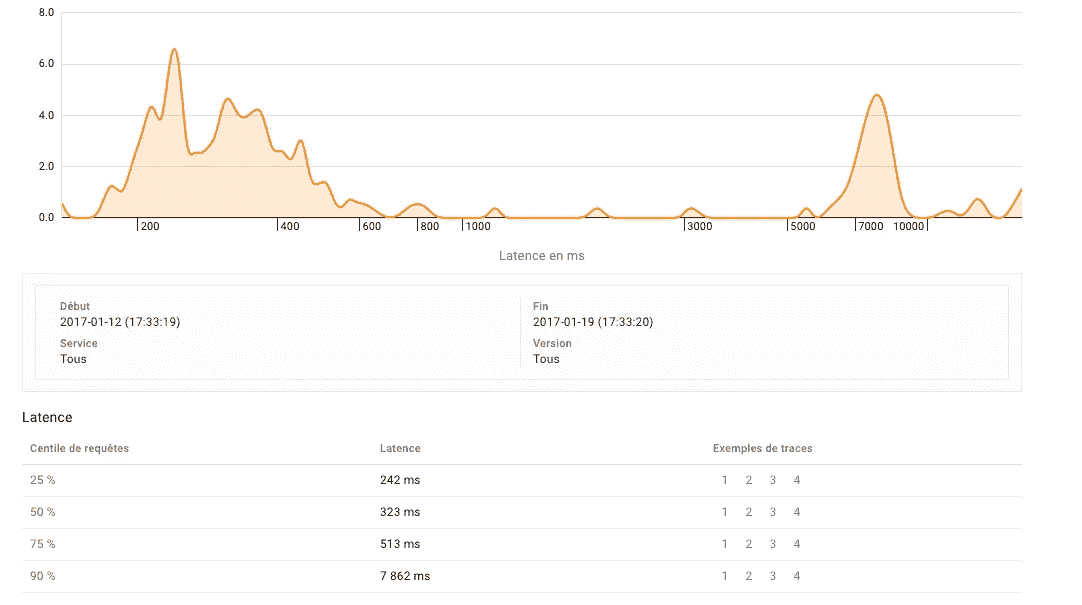 8.0
6.0
4.0
2.0
0.0
200 400 600 800 1000 3000 5000 7000 10000
Latence en ms
Début Fin
2017-01-12 (17:33:19) 2017-01-19 (17:33:20)
Service Version
Tous Tous
Latence
Centile de requêtes Latence Exemples de traces
25 % 242 ms 1 2 3 4
50 % 323 ms 1 2 3 4
75 % 513 ms 1 2 3 4
90 % 7 862 ms 1 2 3 4